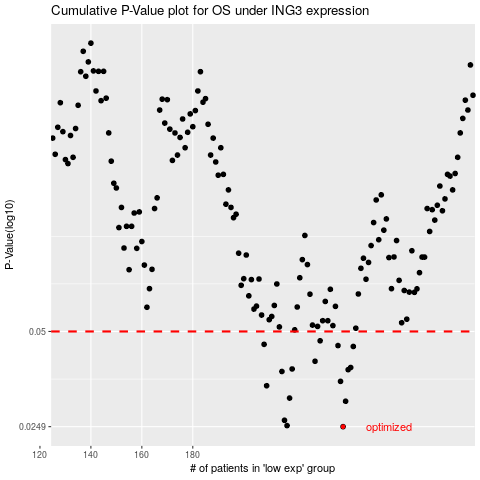 Cumulative P-Value plot for OS under ING3 expression
P-Value(log10)
0.05
0.0249
optimized
120 140 160 180
# of patients in 'low exp' group